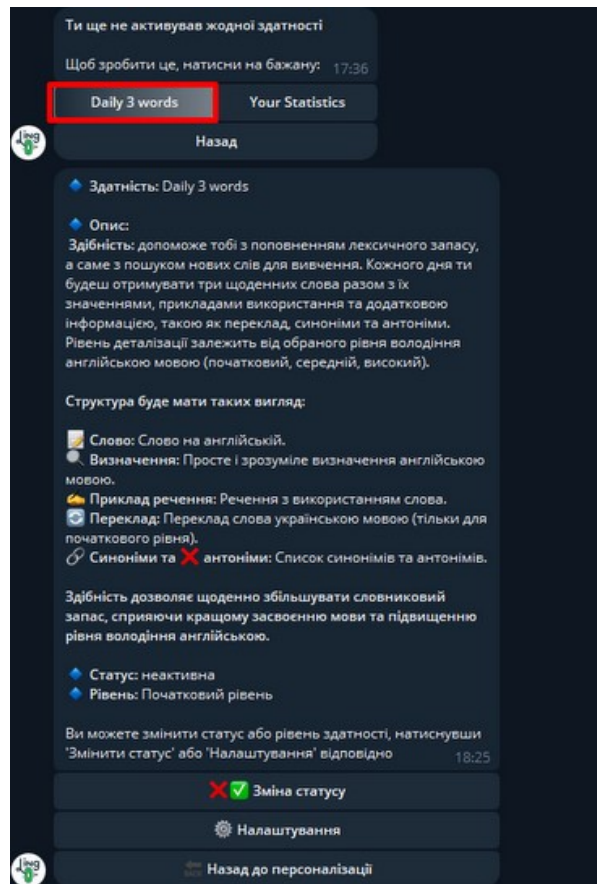 Ти ще не активував жодної здатності
Щоб зробити це, натисни на бажану: 17:36
Daily 3 words Your Statistics
Назад
🔹 Здатність: Daily 3 words
🔹 Опис:
Здібність: допоможе тобі з поповненням лексичного запасу,
а саме з пошуком нових слів для вивчення. Кожного дня ти
будеш отримувати три щоденних слова разом з їх
значеннями, прикладами використання та додатковою
інформацією, такою як переклад, синоніми та антоніми.
Рівень деталізації залежить від обраного рівня володіння
англійською мовою (початковий, середній, високий).
Структура буде мати таких вигляд:
📝 Слово: Слово на англійській.
🔍 Визначення: Просте і зрозуміле визначення англійською
мовою.
✍️ Приклад речення: Речення з використанням слова.
🔄 Переклад: Переклад слова українською мовою (тільки для
початкового рівня).
🔗 Синоніми та ❌ антоніми: Список синонімів та антонімів.
Здібність дозволяє щоденно збільшувати словниковий
запас, сприяючи кращому засвоєнню мови та підвищенню
рівня володіння англійською.
🔹 Статус: неактивна
🔹 Рівень: Початковий рівень
Ви можете змінити статус або рівень здатності, натиснувши
'Змінити статус' або 'Налаштування' відповідно 18:25
❌✅ Зміна статусу
⚙️ Налаштування
🔙 Назад до персоналізації